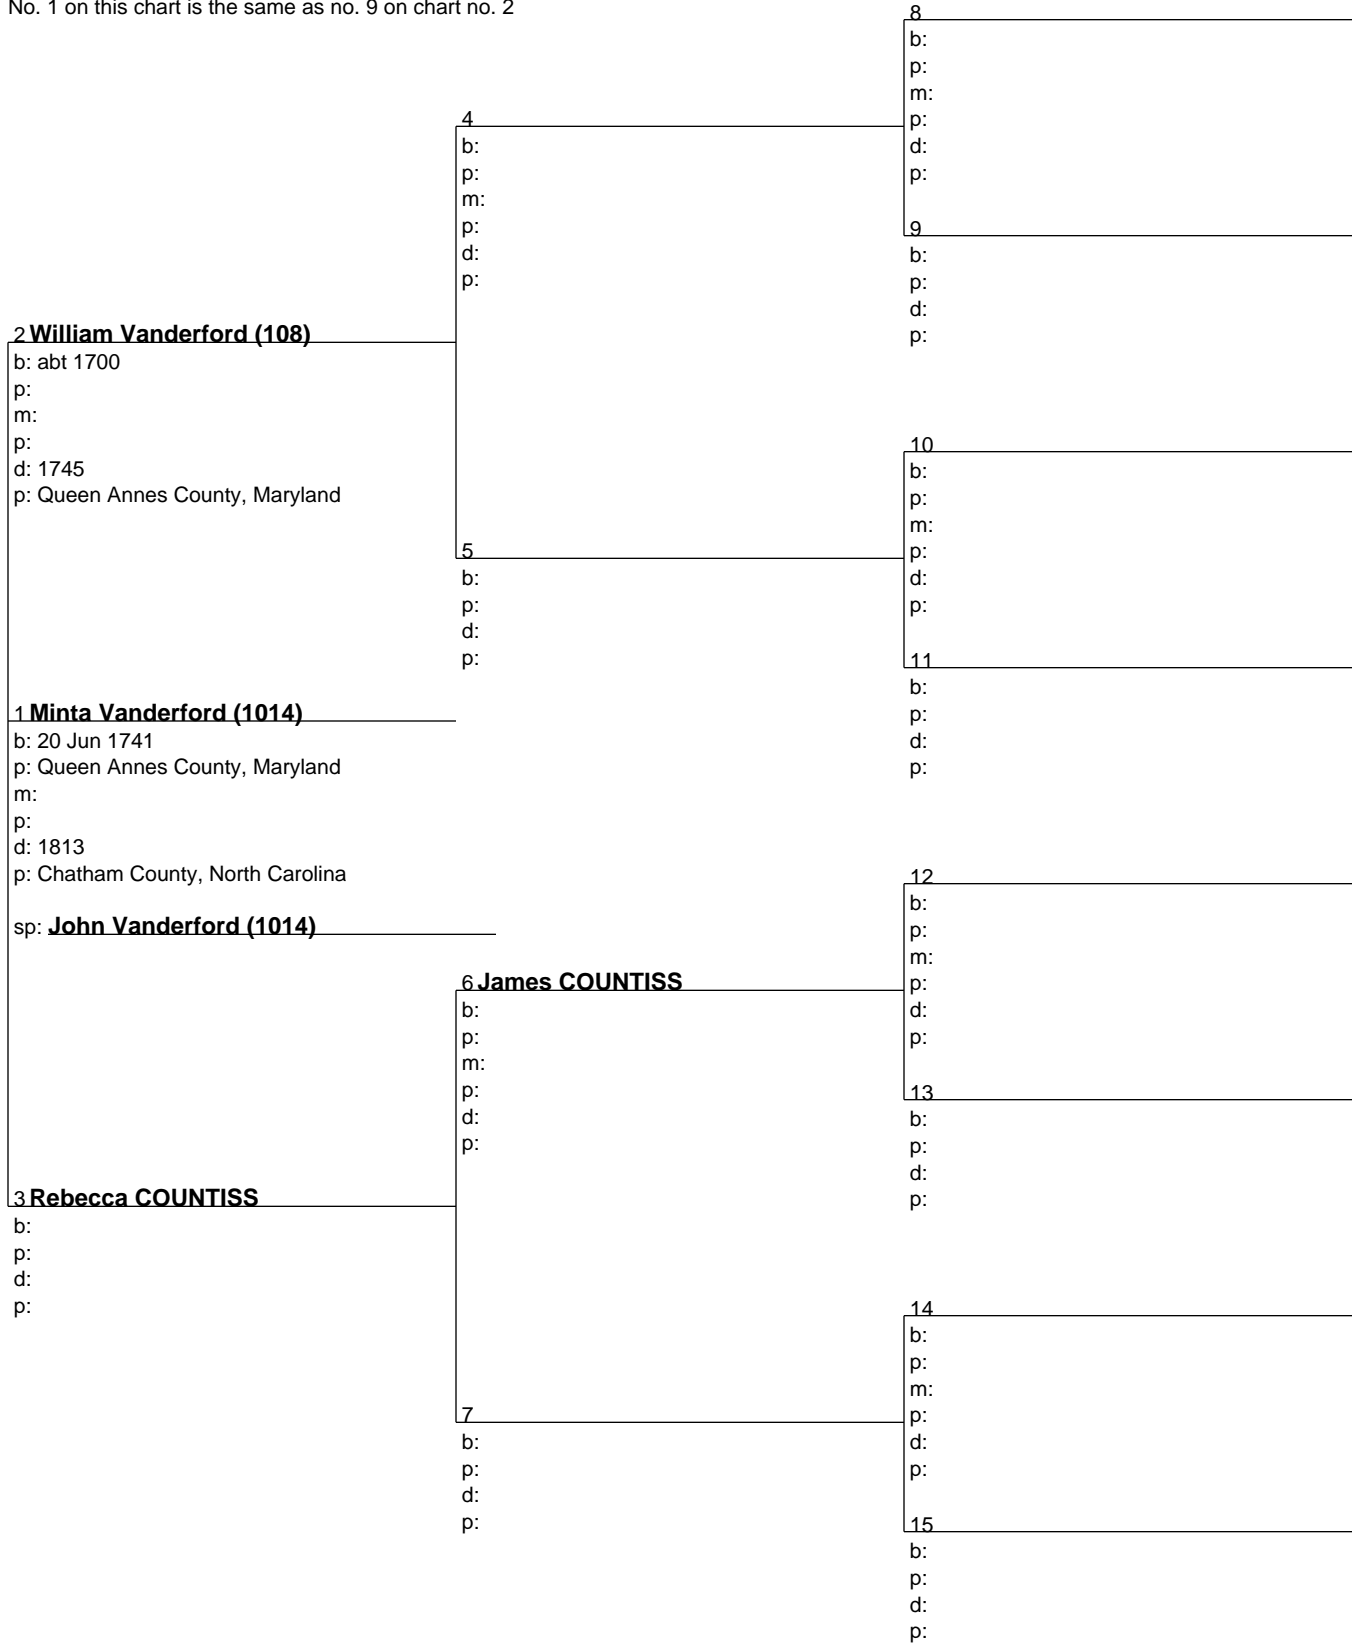 No. 1 on this chart is the same as no. 9 on chart no. 2
8
b:
p:
m:
p:
d:
p:
4
b:
p:
m:
p:
d:
p:
9
b:
p:
d:
p:
2 William Vanderford (108)
b: abt 1700
p:
m:
p:
d: 1745
p: Queen Annes County, Maryland
10
b:
p:
m:
p:
d:
p:
5
b:
p:
d:
p:
11
b:
p:
d:
p:
1 Minta Vanderford (1014)
b: 20 Jun 1741
p: Queen Annes County, Maryland
m:
p:
d: 1813
p: Chatham County, North Carolina
sp: John Vanderford (1014)
12
b:
p:
m:
p:
d:
p:
6 James COUNTISS
b:
p:
m:
p:
d:
p:
13
b:
p:
d:
p:
3 Rebecca COUNTISS
b:
p:
d:
p:
14
b:
p:
m:
p:
d:
p:
7
b:
p:
d:
p:
15
b:
p:
d:
p: